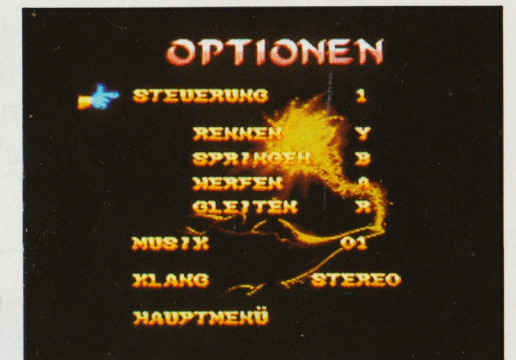 OPTIONEN
STEUERUNG 1
RENNEN Y
SPRINGEN B
WERFEN A
GLEITEN R
MUSIK 01
KLANG STEREO
HAUPTMENÜ